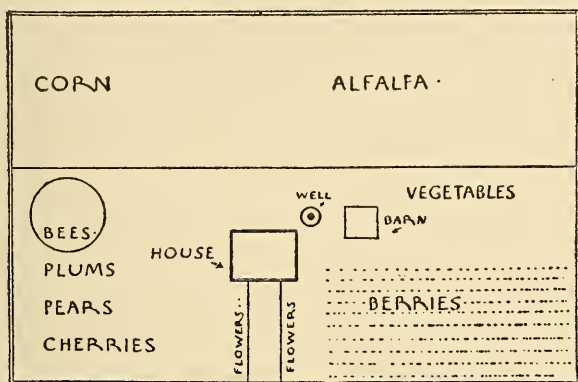 CORN
ALFALFA
WELL
VEGETABLES
BEES
BARN
HOUSE
PLUMS
PEARS
BERRIES
CHERRIES
FLOWERS
FLOWERS